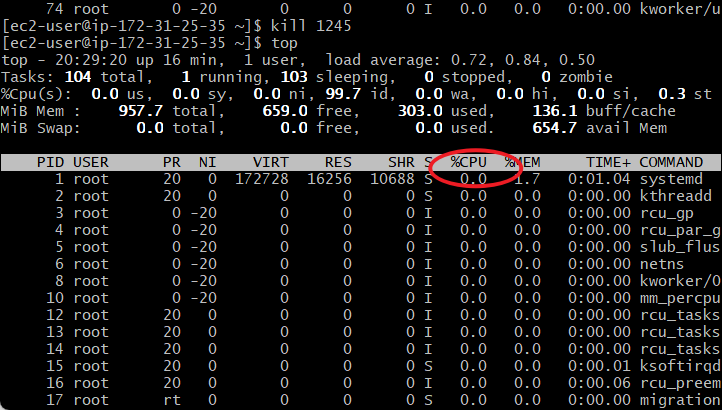 74 root 0 -20 0 0 0 I 0.0 0.0 0:00.00 kworker/u
[ec2-user@ip-172-31-25-35 ~]$ kill 1245
[ec2-user@ip-172-31-25-35 ~]$ top
top - 20:29:20 up 16 min, 1 user, load average: 0.72, 0.84, 0.50
Tasks: 104 total, 1 running, 103 sleeping, 0 stopped, 0 zombie
%Cpu(s): 0.0 us, 0.0 sy, 0.0 ni, 99.7 id, 0.0 wa, 0.0 hi, 0.0 si, 0.3 st
MiB Mem : 957.7 total, 659.0 free, 303.0 used, 136.1 buff/cache
MiB Swap: 0.0 total, 0.0 free, 0.0 used. 654.7 avail Mem
PID USER PR NI VIRT RES SHR S %CPU %MEM TIME+ COMMAND
1 root 20 0 172728 16256 10688 S 0.0 1.7 0:01.04 systemd
2 root 20 0 0 0 0 S 0.0 0.0 0:00.00 kthreadd
3 root 0 -20 0 0 0 I 0.0 0.0 0:00.00 rcu_gp
4 root 0 -20 0 0 0 I 0.0 0.0 0:00.00 rcu_par_g
5 root 0 -20 0 0 0 I 0.0 0.0 0:00.00 slub_flus
6 root 0 -20 0 0 0 I 0.0 0.0 0:00.00 netns
8 root 0 -20 0 0 0 I 0.0 0.0 0:00.00 kworker/0
10 root 0 -20 0 0 0 I 0.0 0.0 0:00.00 mm_percpu
12 root 20 0 0 0 0 I 0.0 0.0 0:00.00 rcu_tasks
13 root 20 0 0 0 0 I 0.0 0.0 0:00.00 rcu_tasks
14 root 20 0 0 0 0 I 0.0 0.0 0:00.00 rcu_tasks
15 root 20 0 0 0 0 S 0.0 0.0 0:00.01 ksoftirqd
16 root 20 0 0 0 0 I 0.0 0.0 0:00.06 rcu_preem
17 root rt 0 0 0 0 S 0.0 0.0 0:00.00 migration